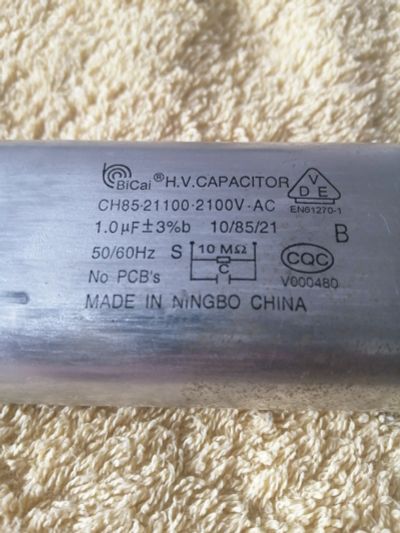 BiCai ® H.V.CAPACITOR
VDE
EN61270-1
CH85·21100·2100V·AC
1.0µF±3%b 10/85/21
B
50/60Hz S 10 MΩ
C
CQC
No PCB's
V000480
MADE IN NINGBO CHINA